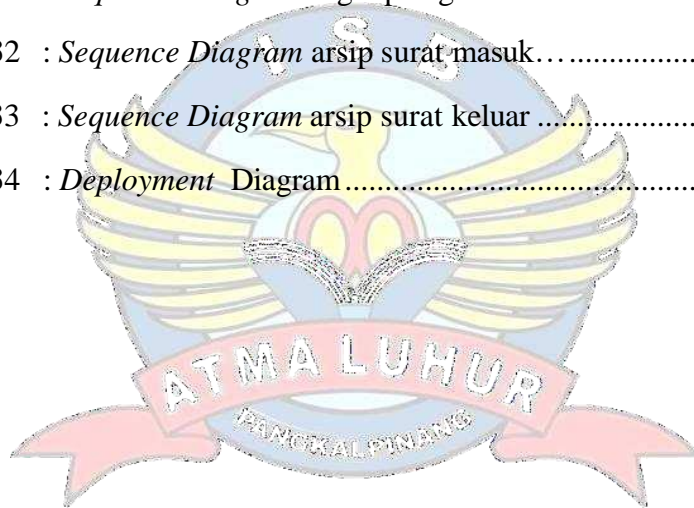 32 : Sequence Diagram arsip surat masuk….................
33 : Sequence Diagram arsip surat keluar ....................
34 : Deployment Diagram............................................
I S B
ATMA LUHUR
PANGKALPINANG